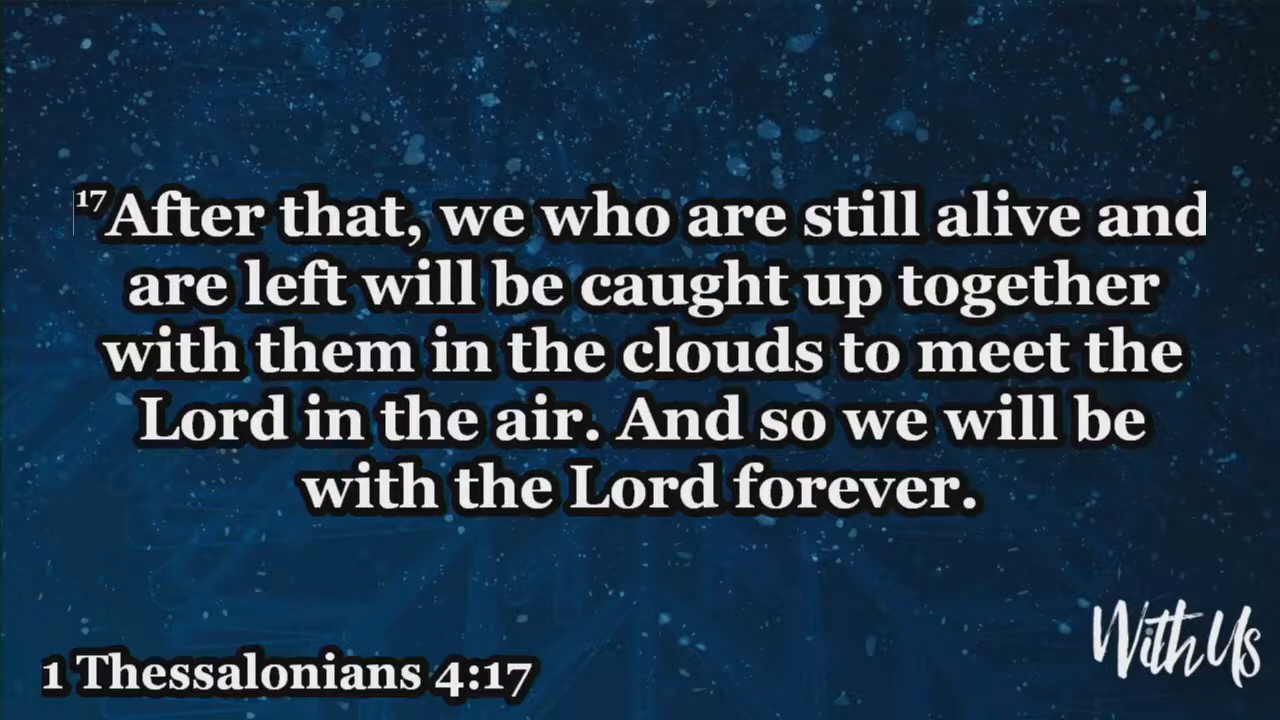 ¹⁷After that, we who are still alive and
are left will be caught up together
with them in the clouds to meet the
Lord in the air. And so we will be
with the Lord forever.
1 Thessalonians 4:17
With Us